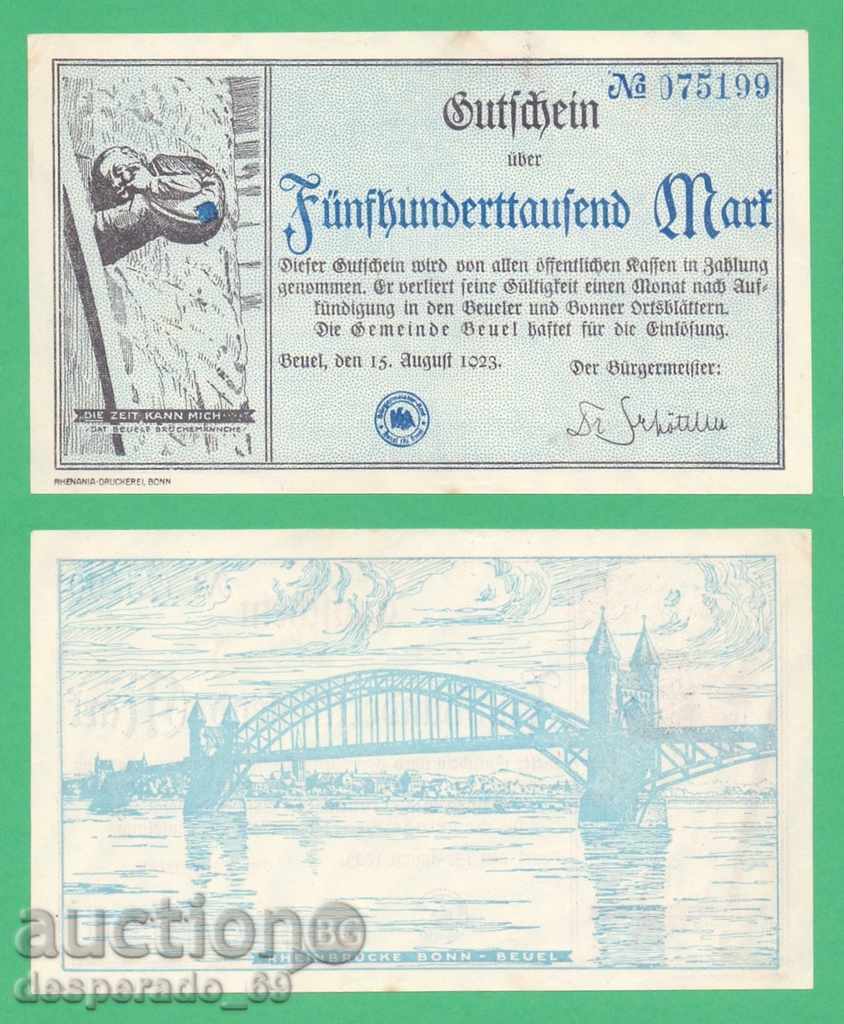 Gutschein
№ 075199
über
Fünfhunderttausend Mark
Dieser Gutschein wird von allen öffentlichen Kassen in Zahlung
genommen. Er verliert seine Gültigkeit einen Monat nach Auf-
kündigung in den Beueler und Bonner Ortsblättern.
Die Gemeinde Beuel haftet für die Einlösung.
Beuel, den 15. August 1923.
Der Bürgermeister:
DIE ZEIT KANN MICH
DAT BEUELE BRÜCHEMÄNNCHE
RHENANIA-DRUCKEREI, BONN
RHEINBRÜCKE BONN - BEUEL
auction BG
desperado_69